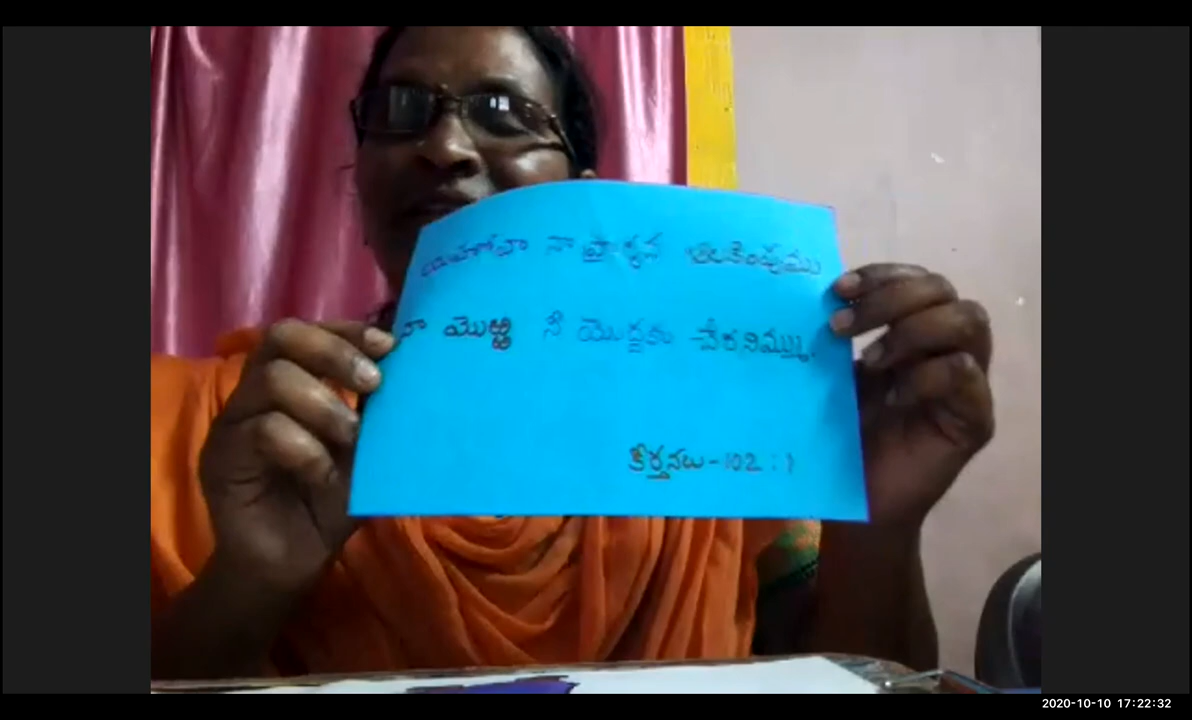 యెహోవా నా ప్రార్థన ఆలకింపుము
నా మొఱ్ఱ నీ యొద్దకు చేరనిమ్ము.
కీర్తనలు - 102 : 1
2020-10-10 17:22:32